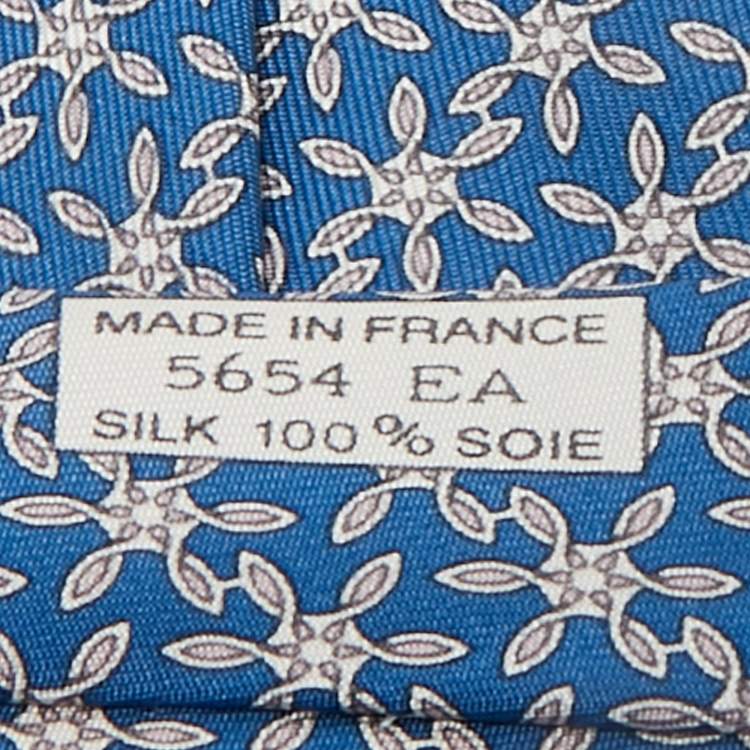 MADE IN FRANCE
5654 EA
SILK 100% SOIE